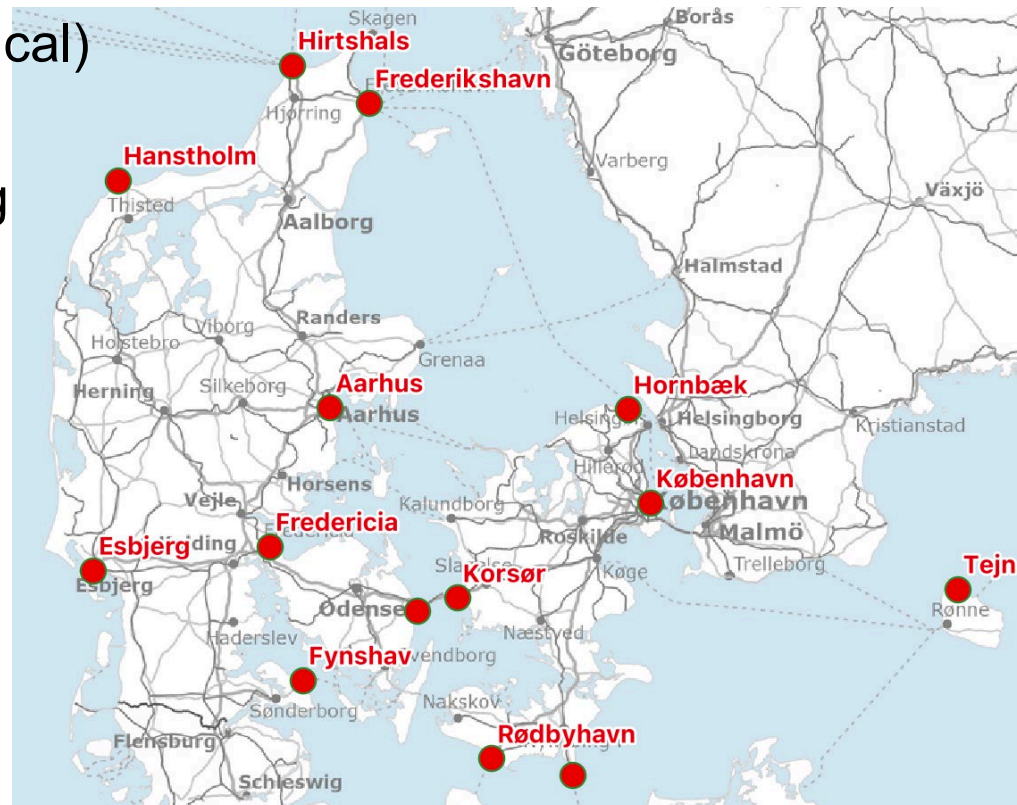 cal)
Skagen
Borås
Hirtshals
Göteborg
Frederikshavn
Hjørring
Hanstholm
Varberg
g
Växjö
Thisted
Aalborg
Halmstad
Randers
Viborg
Holstebro
Grenaa
Silkeborg
Aarhus
Hornbæk
Herning
Aarhus
Helsingborg
Kristianstad
Landskrona
Hillerød
Horsens
København
Vejle
Kalundborg
København
Fredericia
Malmö
Roskilde
Esbjerg
Køge
Trelleborg
Korsør
Tejn
Esbjerg
Odense
Rønne
Næstved
Haderslev
Fynshav
Nakskov
Sønderborg
Rødbyhavn
Flensburg
Schleswig